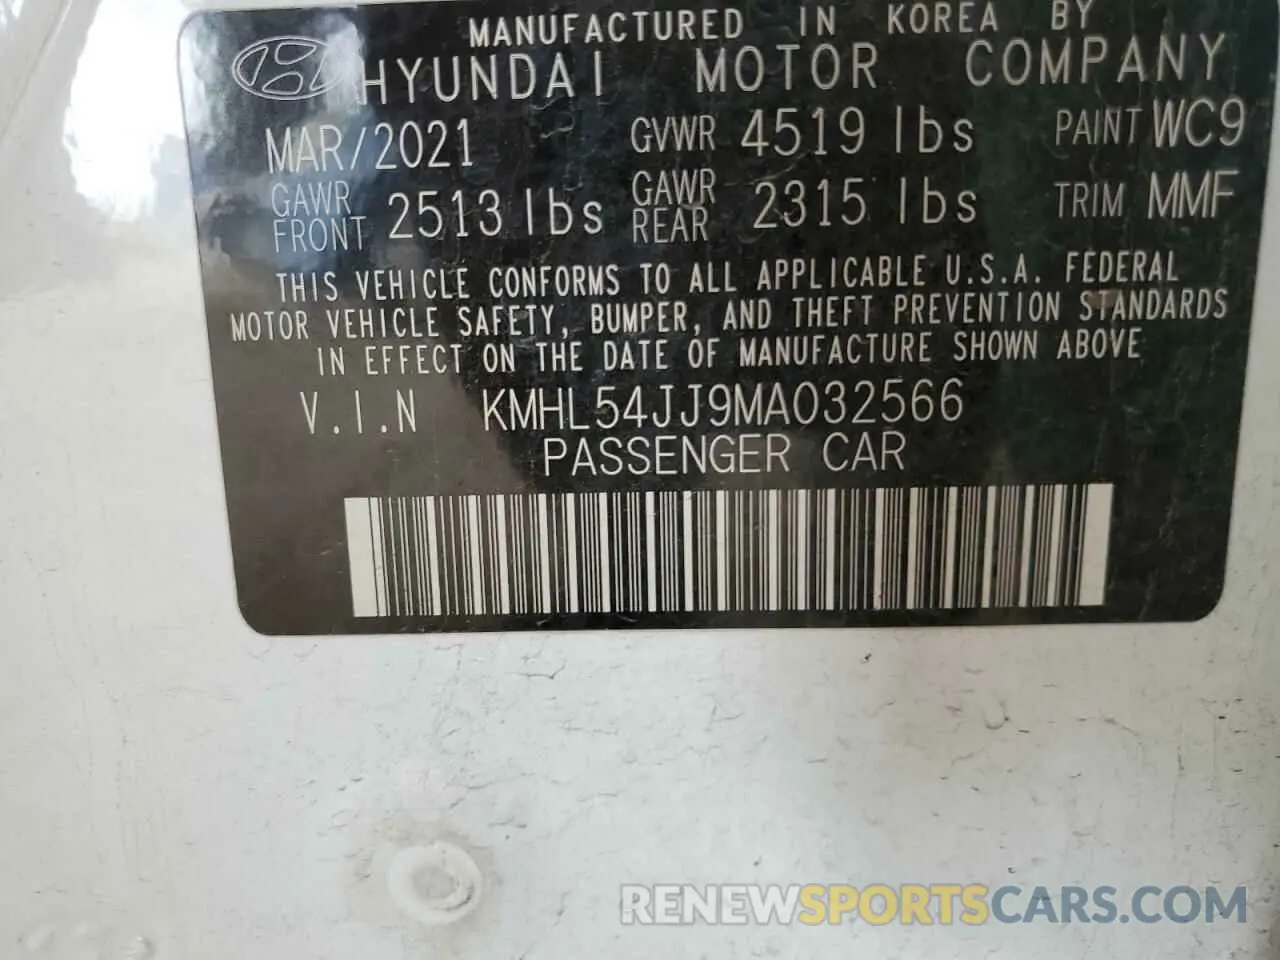 MANUFACTURED IN KOREA BY
HYUNDAI MOTOR COMPANY
MAR/2021 GVWR 4519 lbs PAINT WC9
GAWR FRONT 2513 lbs GAWR REAR 2315 lbs TRIM MMF
THIS VEHICLE CONFORMS TO ALL APPLICABLE U.S.A. FEDERAL
MOTOR VEHICLE SAFETY, BUMPER, AND THEFT PREVENTION STANDARDS
IN EFFECT ON THE DATE OF MANUFACTURE SHOWN ABOVE
V.I.N KMHL54JJ9MA032566
PASSENGER CAR
RENEWSPORTSCARS.COM